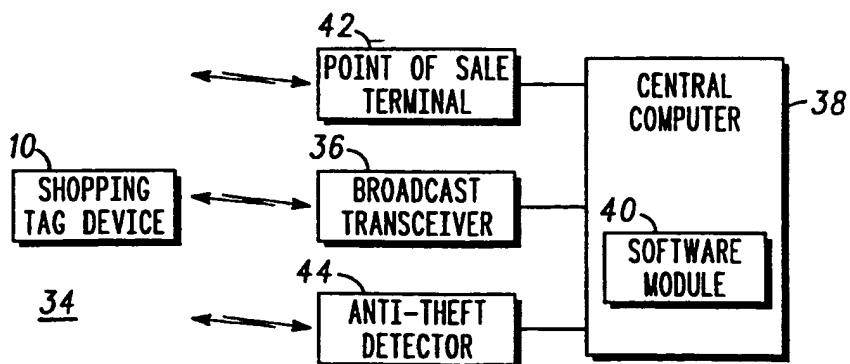 42
POINT OF SALE
TERMINAL
CENTRAL
COMPUTER
38
10
SHOPPING
TAG DEVICE
36
BROADCAST
TRANSCEIVER
40
SOFTWARE
MODULE
34
44
ANTI-THEFT
DETECTOR